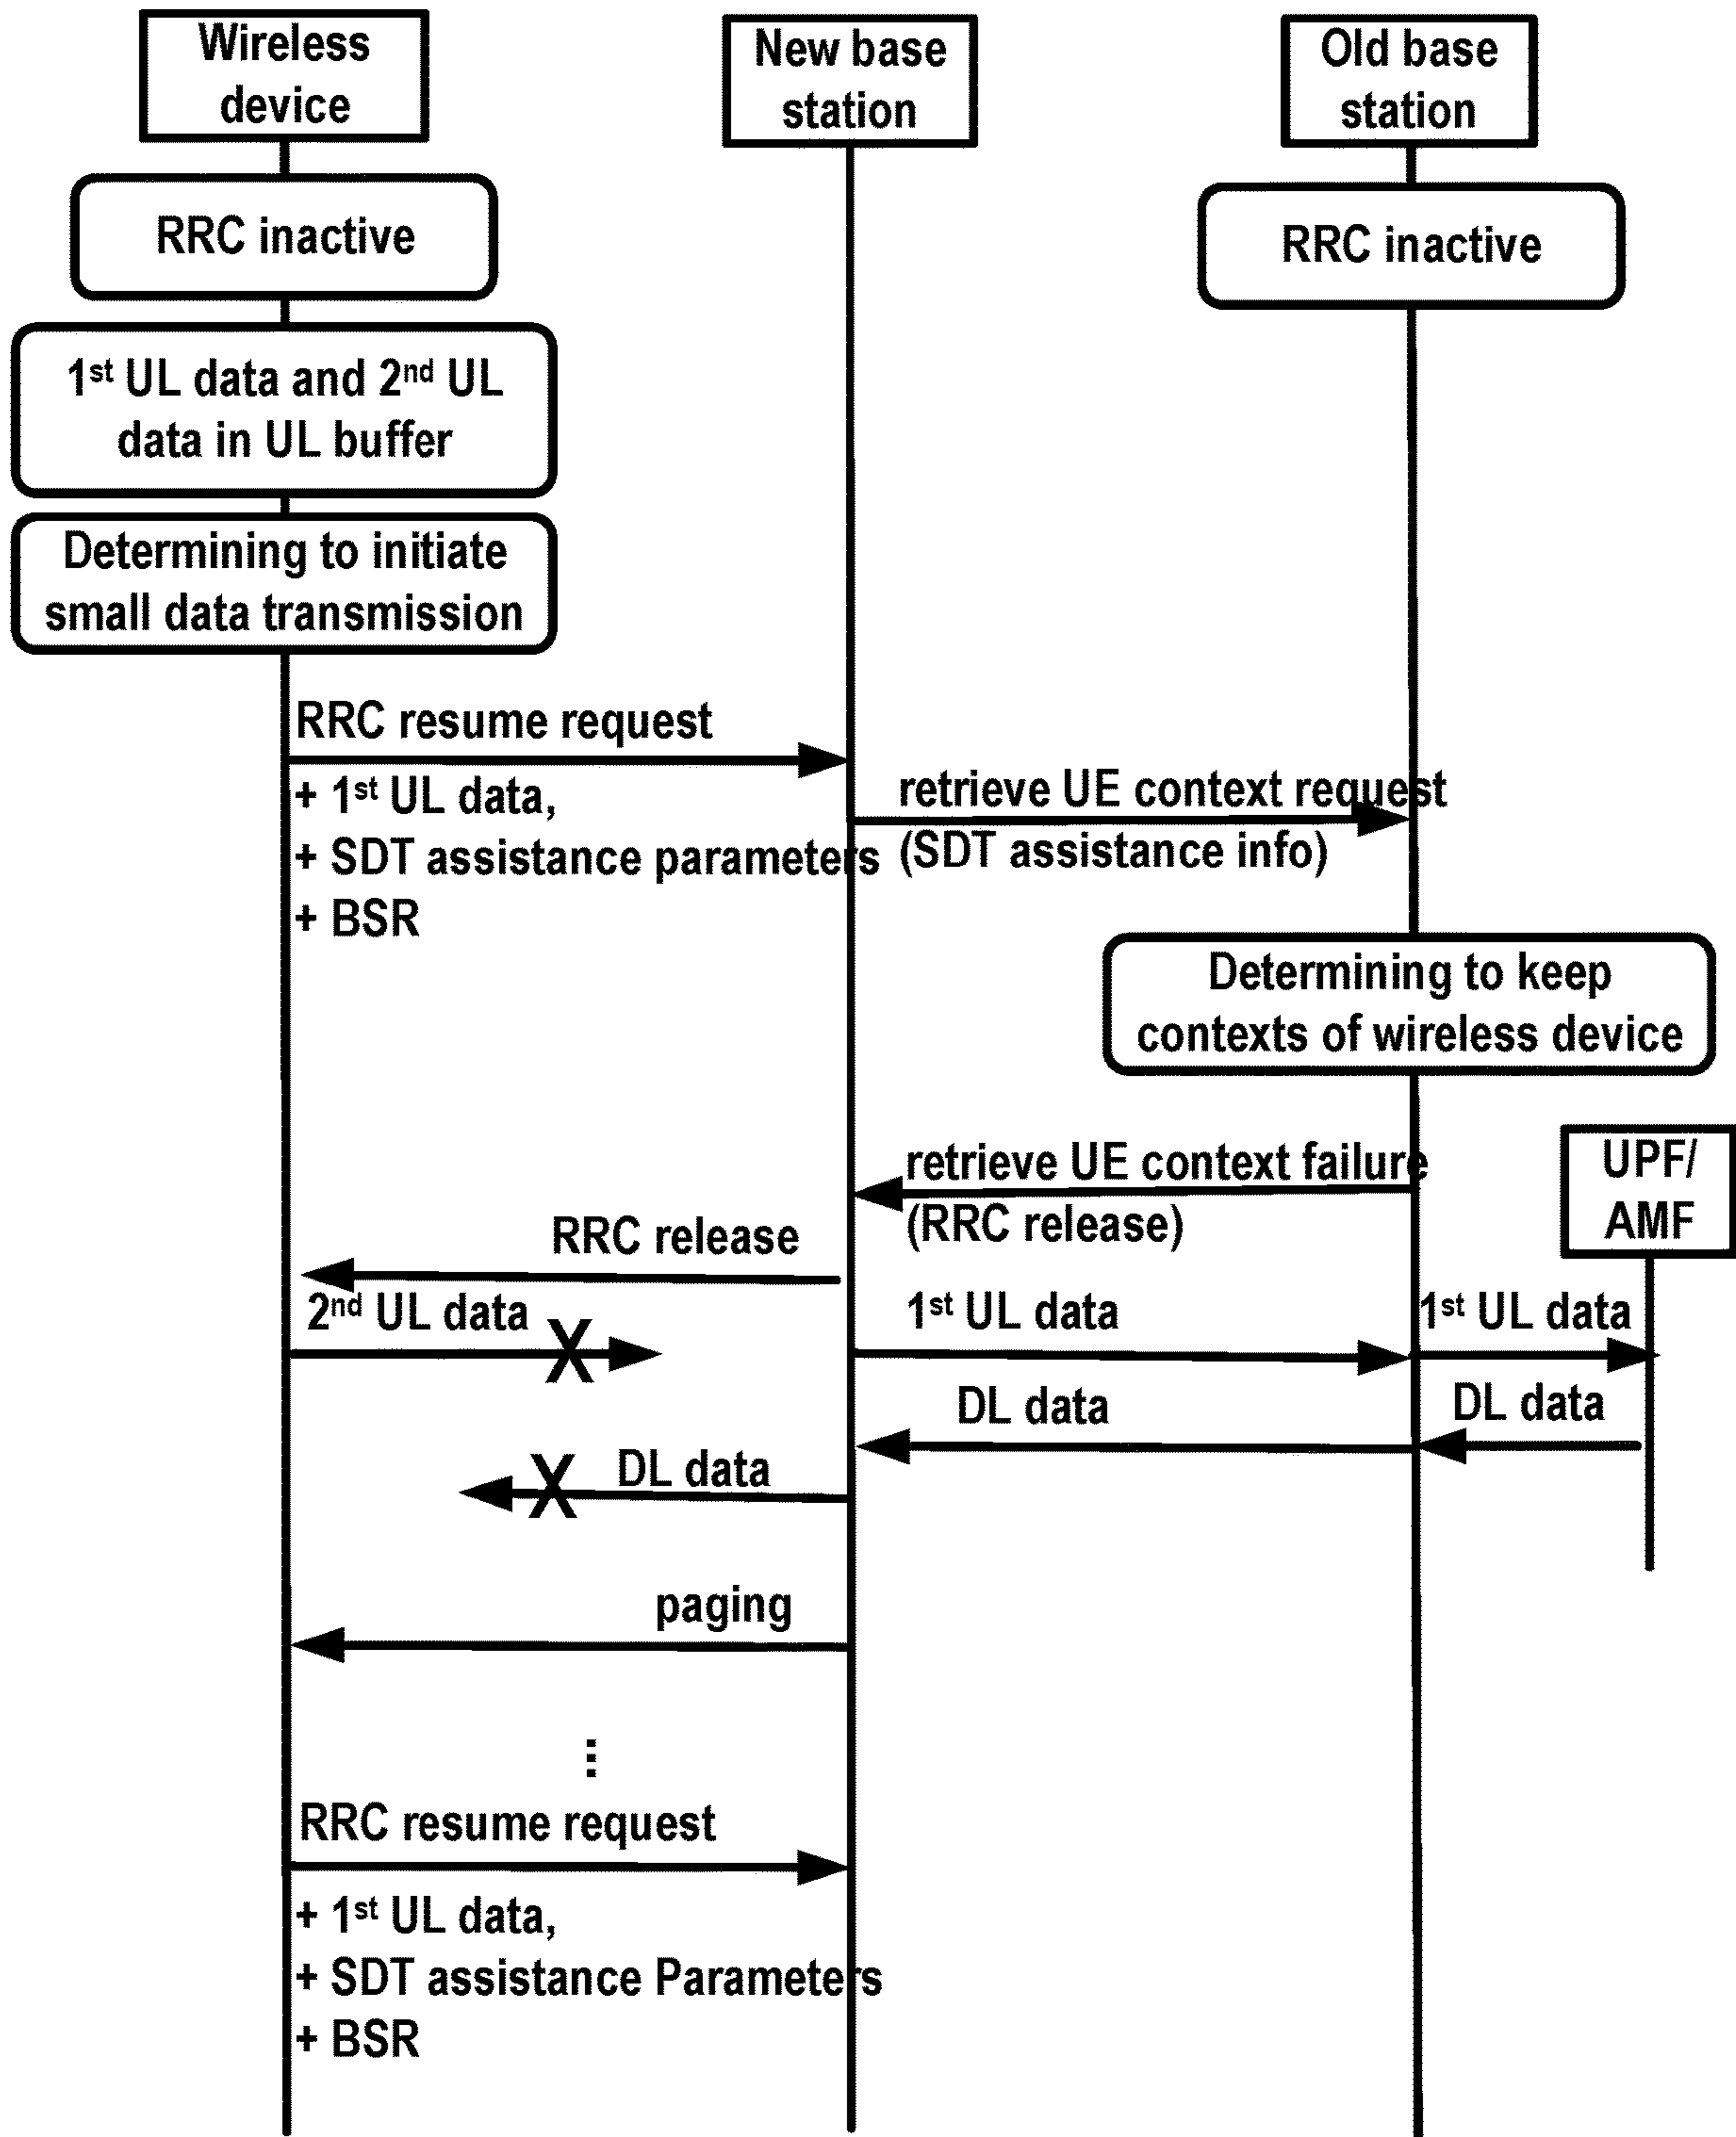 Wireless
device
New base
station
Old base
station
RRC inactive
RRC inactive
1st UL data and 2nd UL
data in UL buffer
Determining to initiate
small data transmission
RRC resume request
+ 1st UL data,
+ SDT assistance parameters
+ BSR
retrieve UE context request
(SDT assistance info)
Determining to keep
contexts of wireless device
retrieve UE context failure
(RRC release)
UPF/
AMF
RRC release
2nd UL data
X
1st UL data
1st UL data
DL data
DL data
X
DL data
paging
...
RRC resume request
+ 1st UL data,
+ SDT assistance Parameters
+ BSR